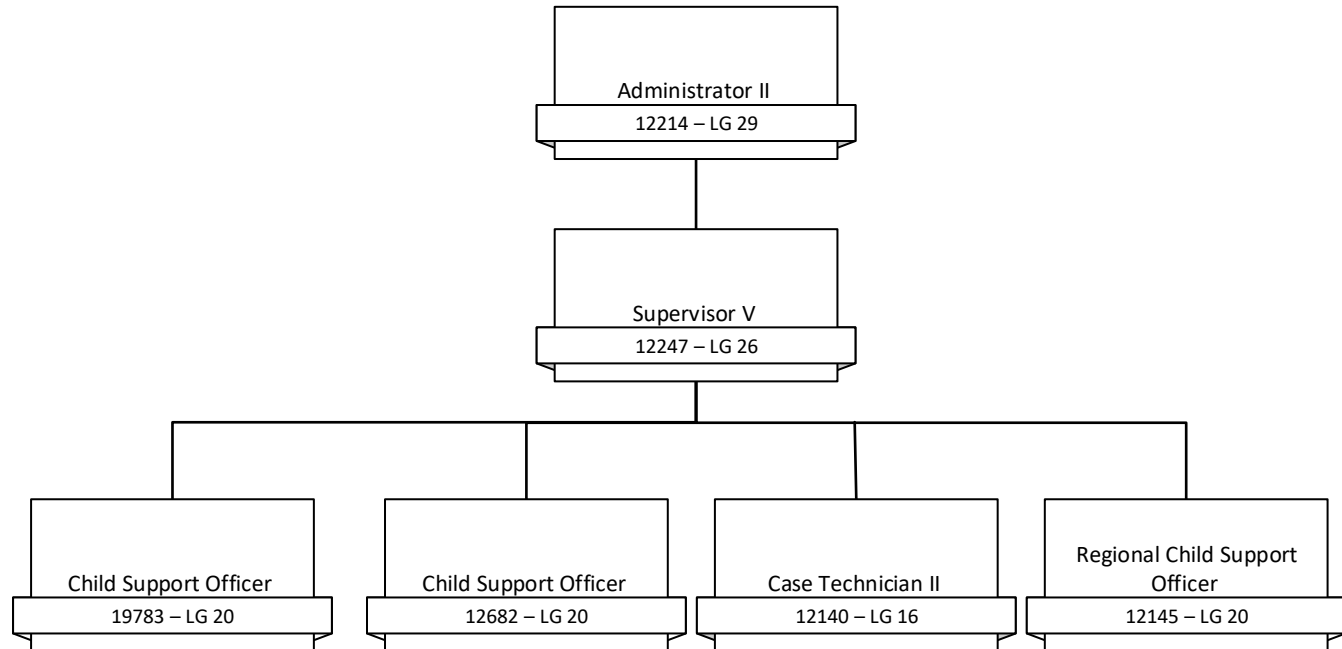 Administrator II
12214 – LG 29
Supervisor V
12247 – LG 26
Child Support Officer
19783 – LG 20
Child Support Officer
12682 – LG 20
Case Technician II
12140 – LG 16
Regional Child Support
Officer
12145 – LG 20